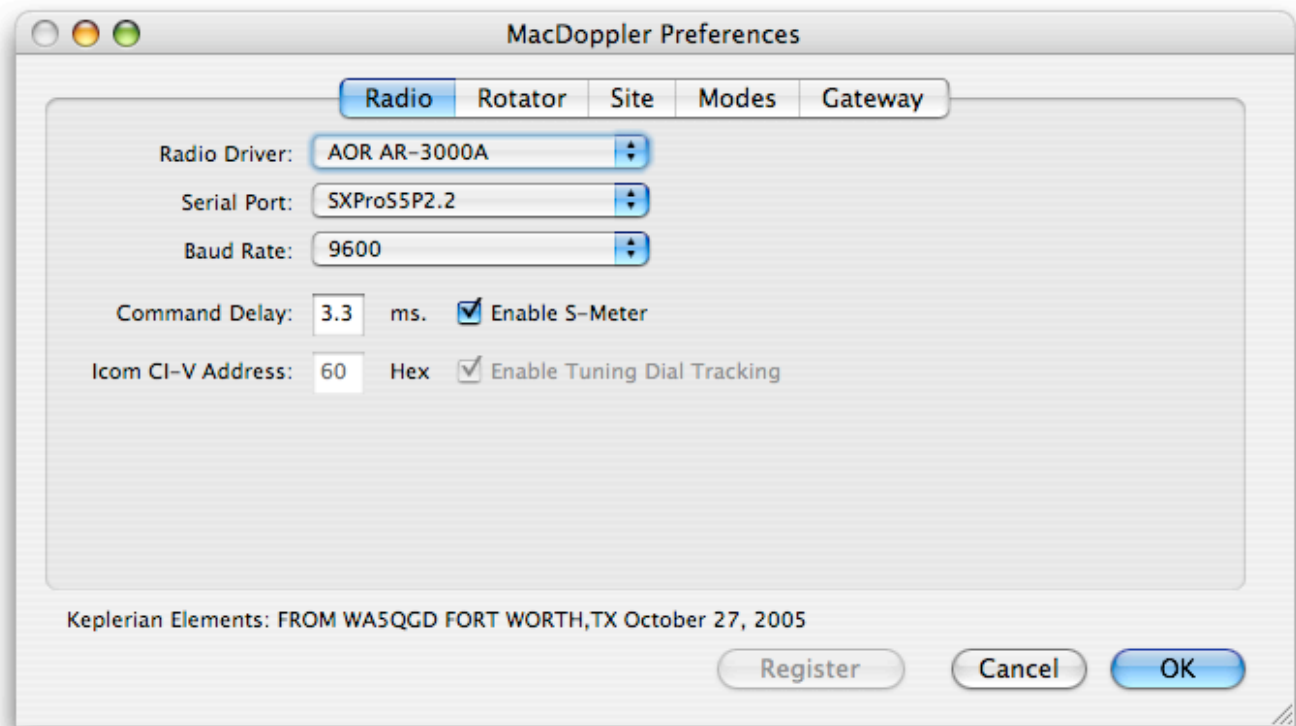 MacDoppler Preferences
Radio Rotator Site Modes Gateway
Radio Driver: AOR AR-3000A
Serial Port: SXProS5P2.2
Baud Rate: 9600
Command Delay: 3.3 ms. Enable S-Meter
Icom CI-V Address: 60 Hex Enable Tuning Dial Tracking
Keplerian Elements: FROM WA5QGD FORT WORTH,TX October 27, 2005
Register Cancel OK